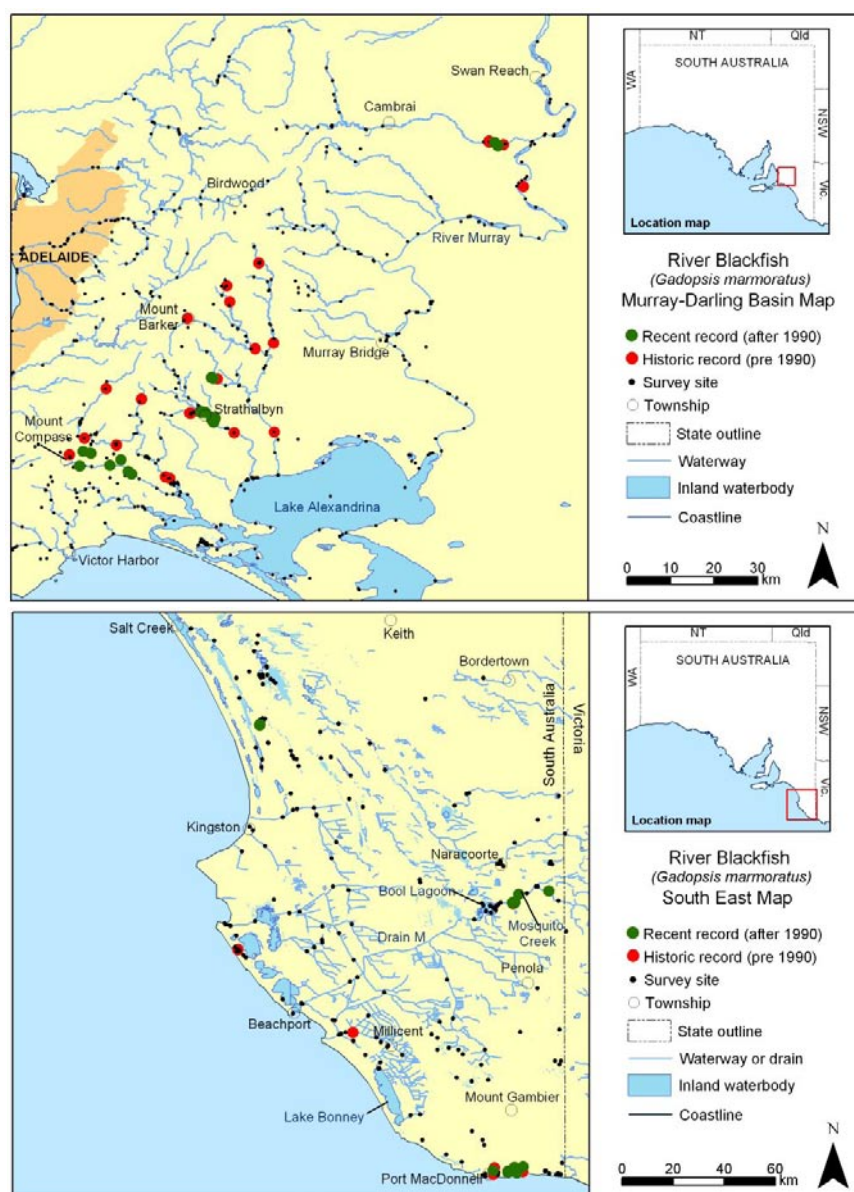 Swan Reach
Cambrai
Birdwood
River Murray
ADELAIDE
Mount
Barker
Murray Bridge
Strathalbyn
Mount
Compass
Lake Alexandrina
Victor Harbor
NT
Qld
SOUTH AUSTRALIA
WA
NSW
Vic.
Location map
River Blackfish
(Gadopsis marmoratus)
Murray-Darling Basin Map
Recent record (after 1990)
Historic record (pre 1990)
Survey site
Township
State outline
Waterway
Inland waterbody
Coastline
N
0 10 20 30
km
Salt Creek
Keith
Bordertown
South Australia
Victoria
Kingston
Naracoorte
Bool Lagoon
Mosquito
Creek
Drain M
Penola
Beachport
Millicent
Mount Gambier
Lake Bonney
Port MacDonnell
NT
Qld
SOUTH AUSTRALIA
WA
NSW
Vic.
Location map
River Blackfish
(Gadopsis marmoratus)
South East Map
Recent record (after 1990)
Historic record (pre 1990)
Survey site
Township
State outline
Waterway or drain
Inland waterbody
Coastline
N
0 20 40 60
km